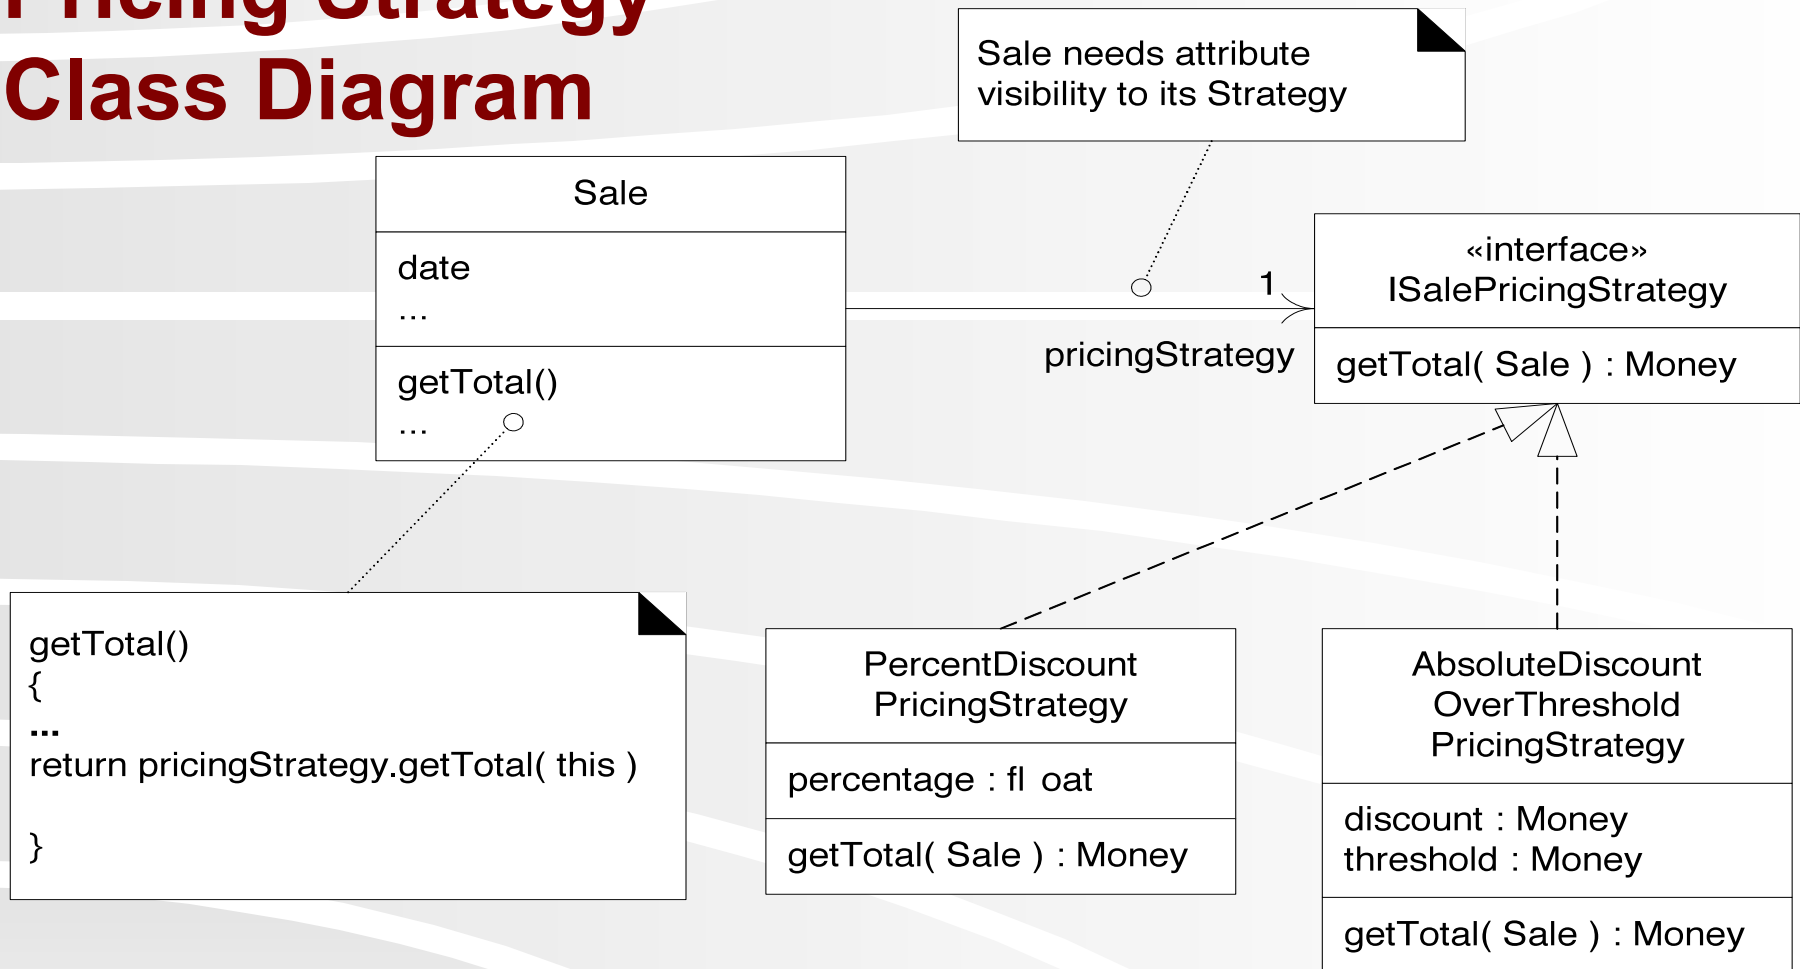 Pricing Strategy
Class Diagram
Sale needs attribute
visibility to its Strategy
Sale
date
...
getTotal()
...
1
pricingStrategy
«interface»
ISalePricingStrategy
getTotal( Sale ) : Money
getTotal()
{
...
return pricingStrategy.getTotal( this )
}
PercentDiscount
PricingStrategy
percentage : fl oat
getTotal( Sale ) : Money
AbsoluteDiscount
OverThreshold
PricingStrategy
discount : Money
threshold : Money
getTotal( Sale ) : Money